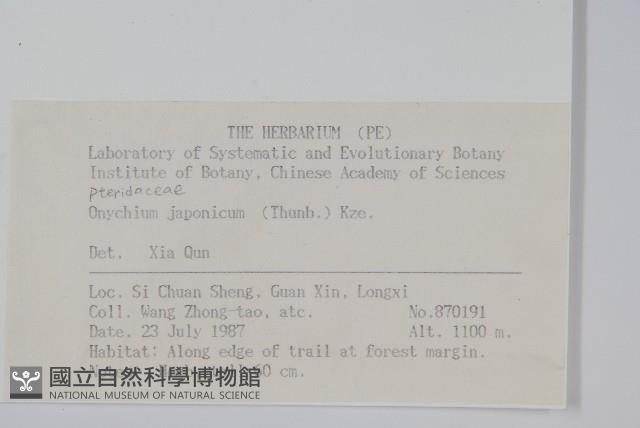 THE HERBARIUM (PE)
Laboratory of Systematic and Evolutionary Botany
Institute of Botany, Chinese Academy of Sciences
Pteridaceae
Onychium japonicum (Thunb.) Kze.
Det. Xia Qun
Loc. Si Chuan Sheng, Guan Xin, Longxi
Coll. Wang Zhong-tao, atc. No.870191
Date. 23 July 1987 Alt. 1100 m.
Habitat: Along edge of trail at forest margin.
cm.
國立自然科學博物館
NATIONAL MUSEUM OF NATURAL SCIENCE